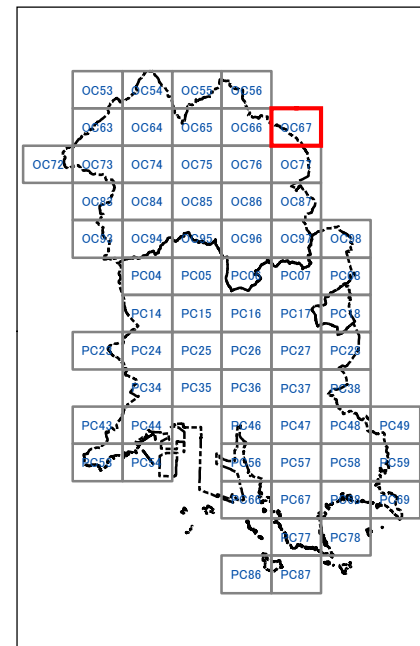 OC53 OC54 OC55 OC56
OC63 OC64 OC65 OC66 OC67
OC72 OC73 OC74 OC75 OC76 OC77
OC83 OC84 OC85 OC86 OC87
OC93 OC94 OC95 OC96 OC97 OC98
PC04 PC05 PC06 PC07 PC08
PC14 PC15 PC16 PC17 PC18
PC23 PC24 PC25 PC26 PC27 PC28
PC34 PC35 PC36 PC37 PC38
PC43 PC44 PC46 PC47 PC48 PC49
PC53 PC54 PC56 PC57 PC58 PC59
PC66 PC67 PC68 PC69
PC77 PC78
PC86 PC87